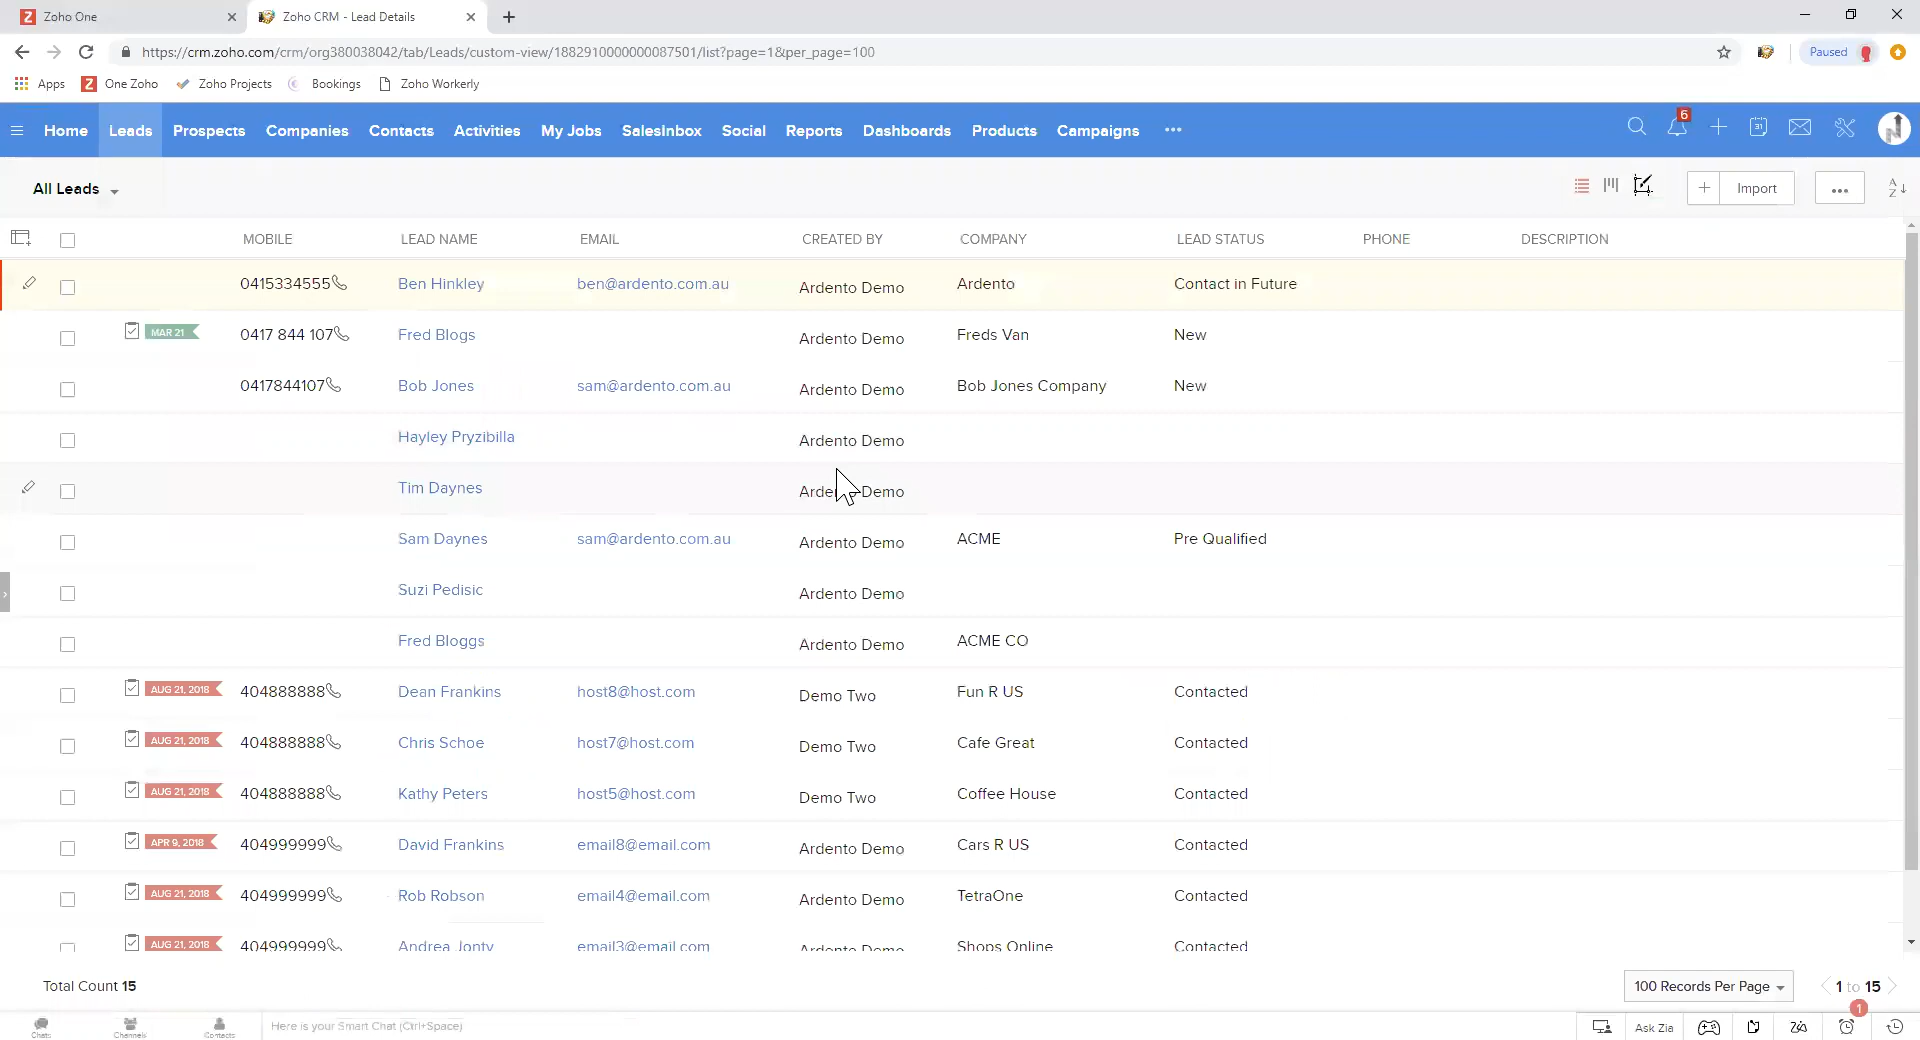 Zoho One
Zoho CRM - Lead Details
https://crm.zoho.com/crm/org380038042/tab/Leads/custom-view/1882910000000087501/list?page=1&per_page=100
Paused
Apps
One Zoho
Zoho Projects
Bookings
Zoho Workerly
Home Leads Prospects Companies Contacts Activities My Jobs SalesInbox Social Reports Dashboards Products Campaigns ...
6
31
All Leads
Import
...
MOBILE LEAD NAME EMAIL CREATED BY COMPANY LEAD STATUS PHONE DESCRIPTION
0415334555 Ben Hinkley ben@ardento.com.au Ardento Demo Ardento Contact in Future
MAR 21 0417 844 107 Fred Blogs Ardento Demo Freds Van New
0417844107 Bob Jones sam@ardento.com.au Ardento Demo Bob Jones Company New
Hayley Pryzibilla Ardento Demo
Tim Daynes Ardento Demo
Sam Daynes sam@ardento.com.au Ardento Demo ACME Pre Qualified
Suzi Pedisic Ardento Demo
Fred Bloggs Ardento Demo ACME CO
AUG 21, 2018 404888888 Dean Frankins host8@host.com Demo Two Fun R US Contacted
AUG 21, 2018 404888888 Chris Schoe host7@host.com Demo Two Cafe Great Contacted
AUG 21, 2018 404888888 Kathy Peters host5@host.com Demo Two Coffee House Contacted
APR 9, 2018 404999999 David Frankins email8@email.com Ardento Demo Cars R US Contacted
AUG 21, 2018 404999999 Rob Robson email4@email.com Ardento Demo TetraOne Contacted
AUG 21, 2018 404999999 Andrea Jonty email3@email.com Ardento Demo Shops Online Contacted
Total Count 15
100 Records Per Page
1 to 15
1
Chats
Channels
Contacts
Here is your Smart Chat (Ctrl+Space)
Ask Zia